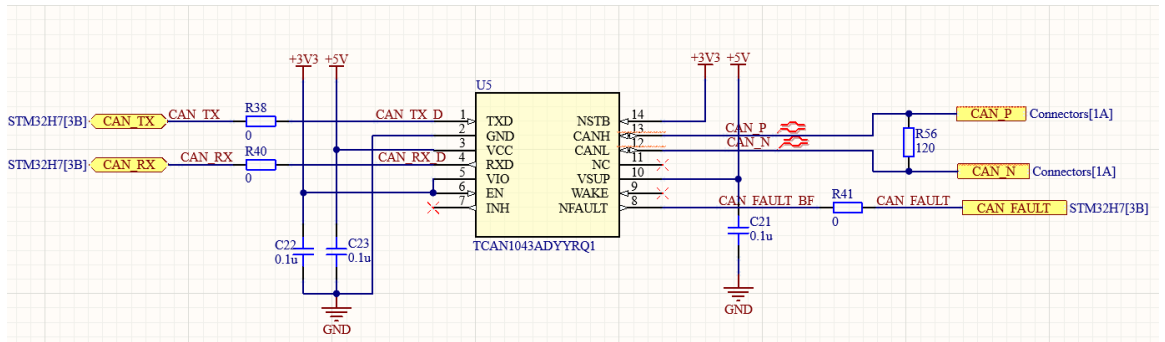 +3V3 +5V
+3V3 +5V
U5
STM32H7[3B] CAN_TX CAN_TX R38 0 CAN_TX_D 1 TXD NSTB 14
2 GND CANH 13 CAN_P CAN_P Connectors[1A]
3 VCC CANL 12 CAN_N R56 120
STM32H7[3B] CAN_RX CAN_RX R40 0 CAN_RX_D 4 RXD NC 11
5 VIO VSUP 10 CAN_N Connectors[1A]
6 EN WAKE 9
7 INH NFAULT 8 CAN_FAULT_BF R41 0 CAN_FAULT CAN_FAULT STM32H7[3B]
TCAN1043ADYYRQ1
C22 0.1u C23 0.1u
C21 0.1u
GND
GND